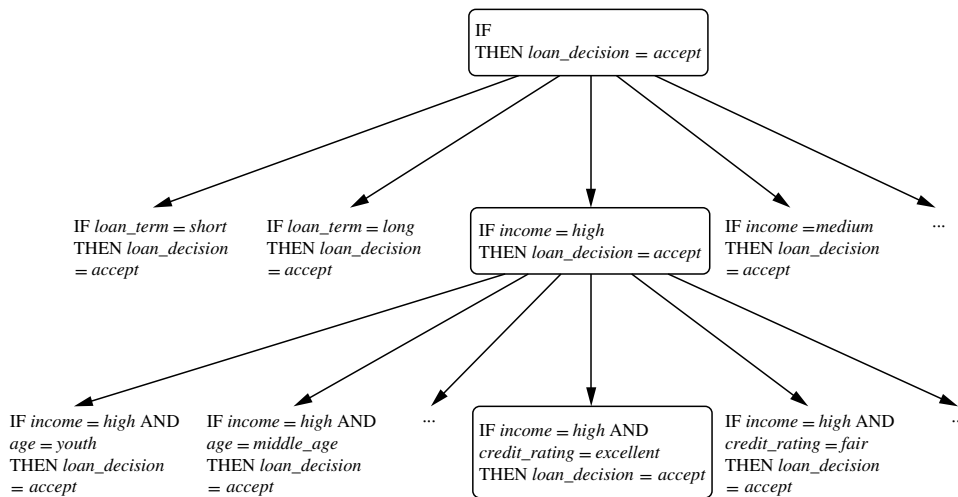 IF
THEN loan_decision = accept
IF loan_term = short
THEN loan_decision
= accept
IF loan_term = long
THEN loan_decision
= accept
IF income = high
THEN loan_decision = accept
IF income = medium
THEN loan_decision
= accept
...
IF income = high AND
age = youth
THEN loan_decision
= accept
IF income = high AND
age = middle_age
THEN loan_decision
= accept
...
IF income = high AND
credit_rating = excellent
THEN loan_decision = accept
IF income = high AND
credit_rating = fair
THEN loan_decision
= accept
...